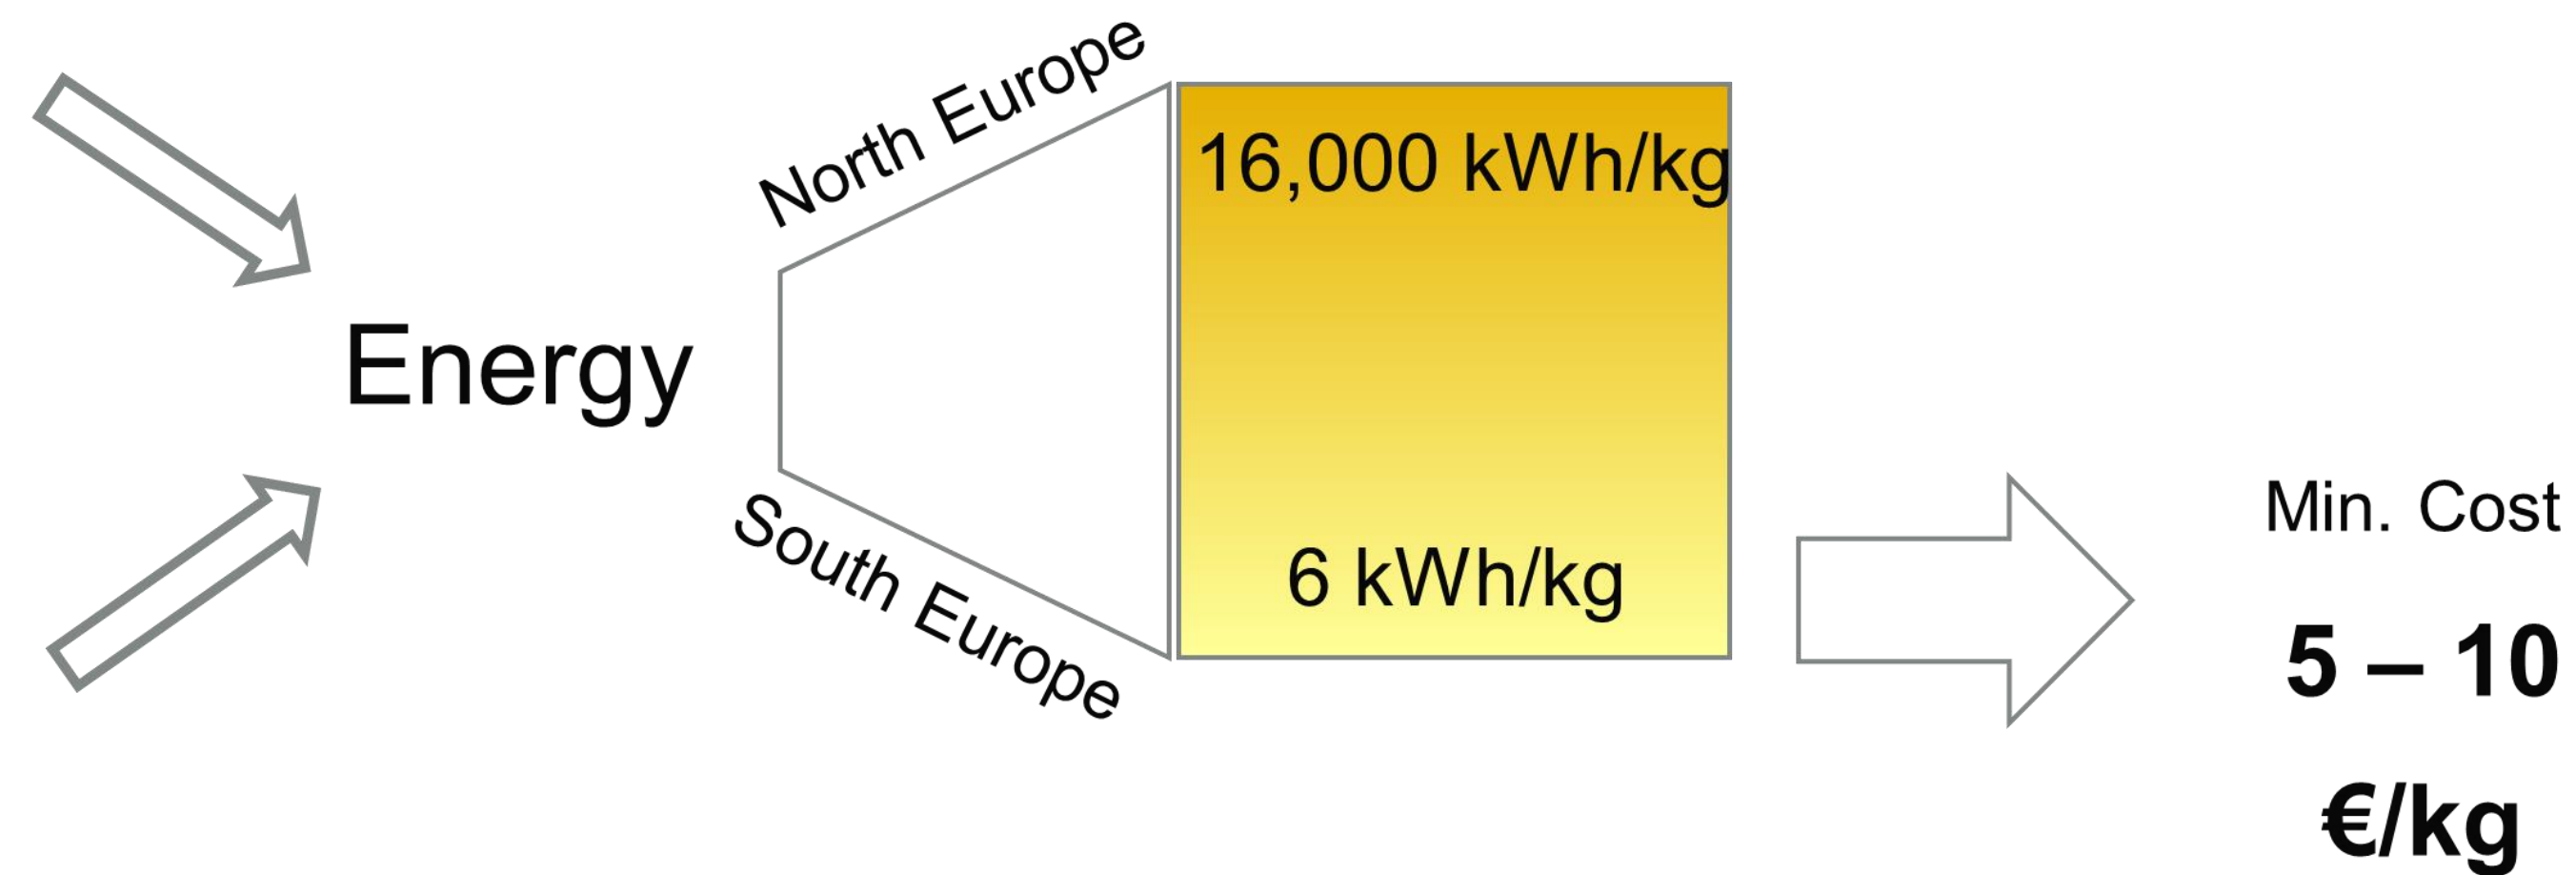 North Europe
16,000 kWh/kg
Energy
South Europe
6 kWh/kg
Min. Cost
5 – 10
€/kg